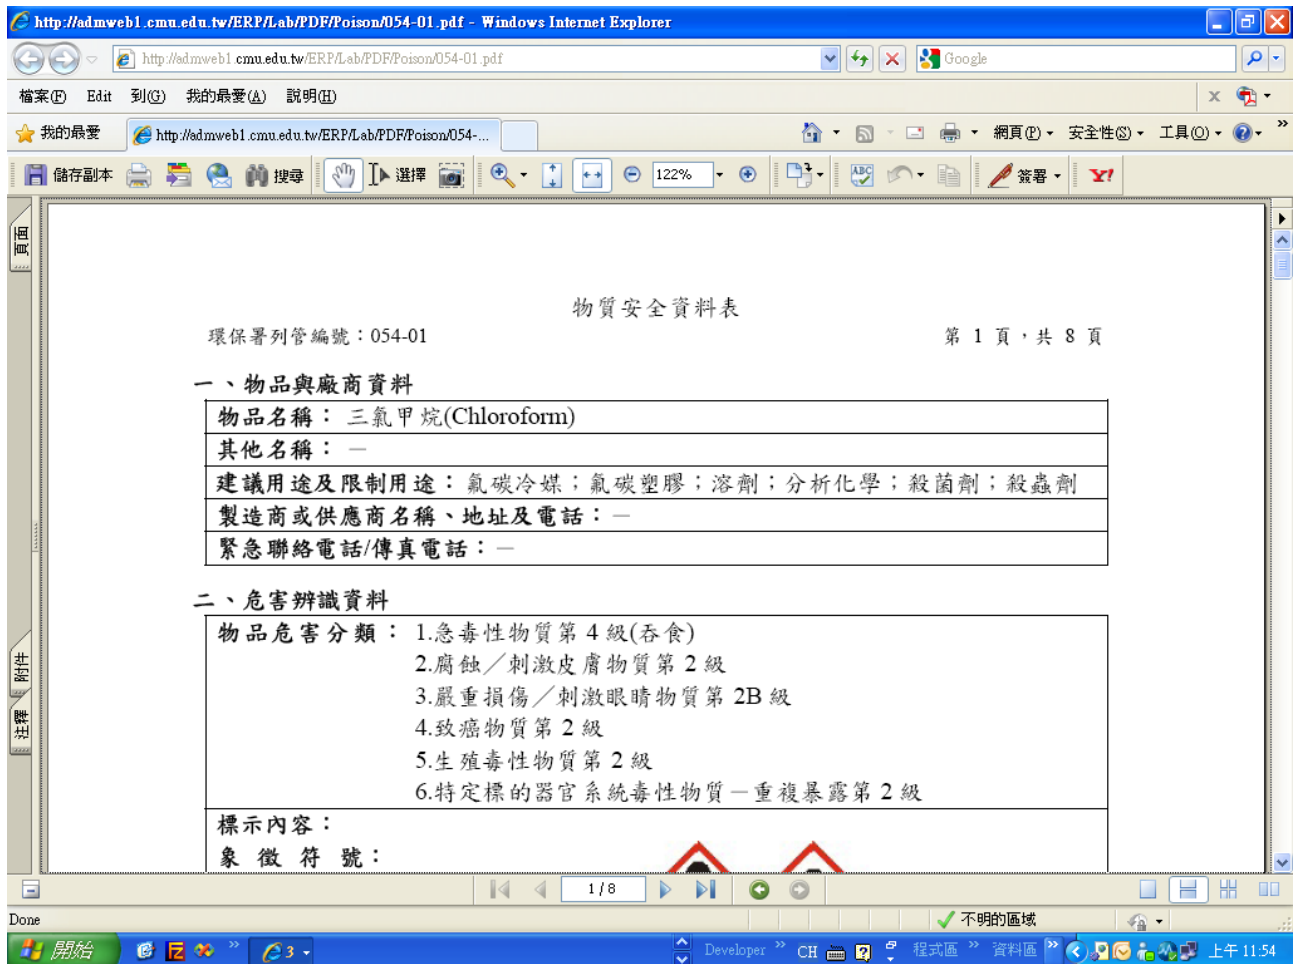 http://admweb1.cmu.edu.tw/ERP/Lab/PDF/Poison/054-01.pdf - Windows Internet Explorer
http://admweb1.cmu.edu.tw/ERP/Lab/PDF/Poison/054-01.pdf
Google
檔案(F) Edit 到(G) 我的最愛(A) 說明(H)
我的最愛 http://admweb1.cmu.edu.tw/ERP/Lab/PDF/Poison/054-... 網頁(P) 安全性(S) 工具(O)
儲存副本 搜尋 選擇 122% 簽署 Y!
頁面
物質安全資料表
環保署列管編號：054-01 第 1 頁，共 8 頁
一、物品與廠商資料
物品名稱： 三氯甲烷(Chloroform)
其他名稱： －
建議用途及限制用途：氟碳冷媒；氟碳塑膠；溶劑；分析化學；殺菌劑；殺蟲劑
製造商或供應商名稱、地址及電話：－
緊急聯絡電話/傳真電話：－
二、危害辨識資料
物品危害分類： 1.急毒性物質第 4 級(吞食)
2.腐蝕／刺激皮膚物質第 2 級
3.嚴重損傷／刺激眼睛物質第 2B 級
4.致癌物質第 2 級
5.生殖毒性物質第 2 級
6.特定標的器官系統毒性物質－重複暴露第 2 級
標示內容：
象徵符號：
附件
注釋
1 / 8
Done 不明的區域
開始 3 Developer CH 程式區 資料區 上午 11:54